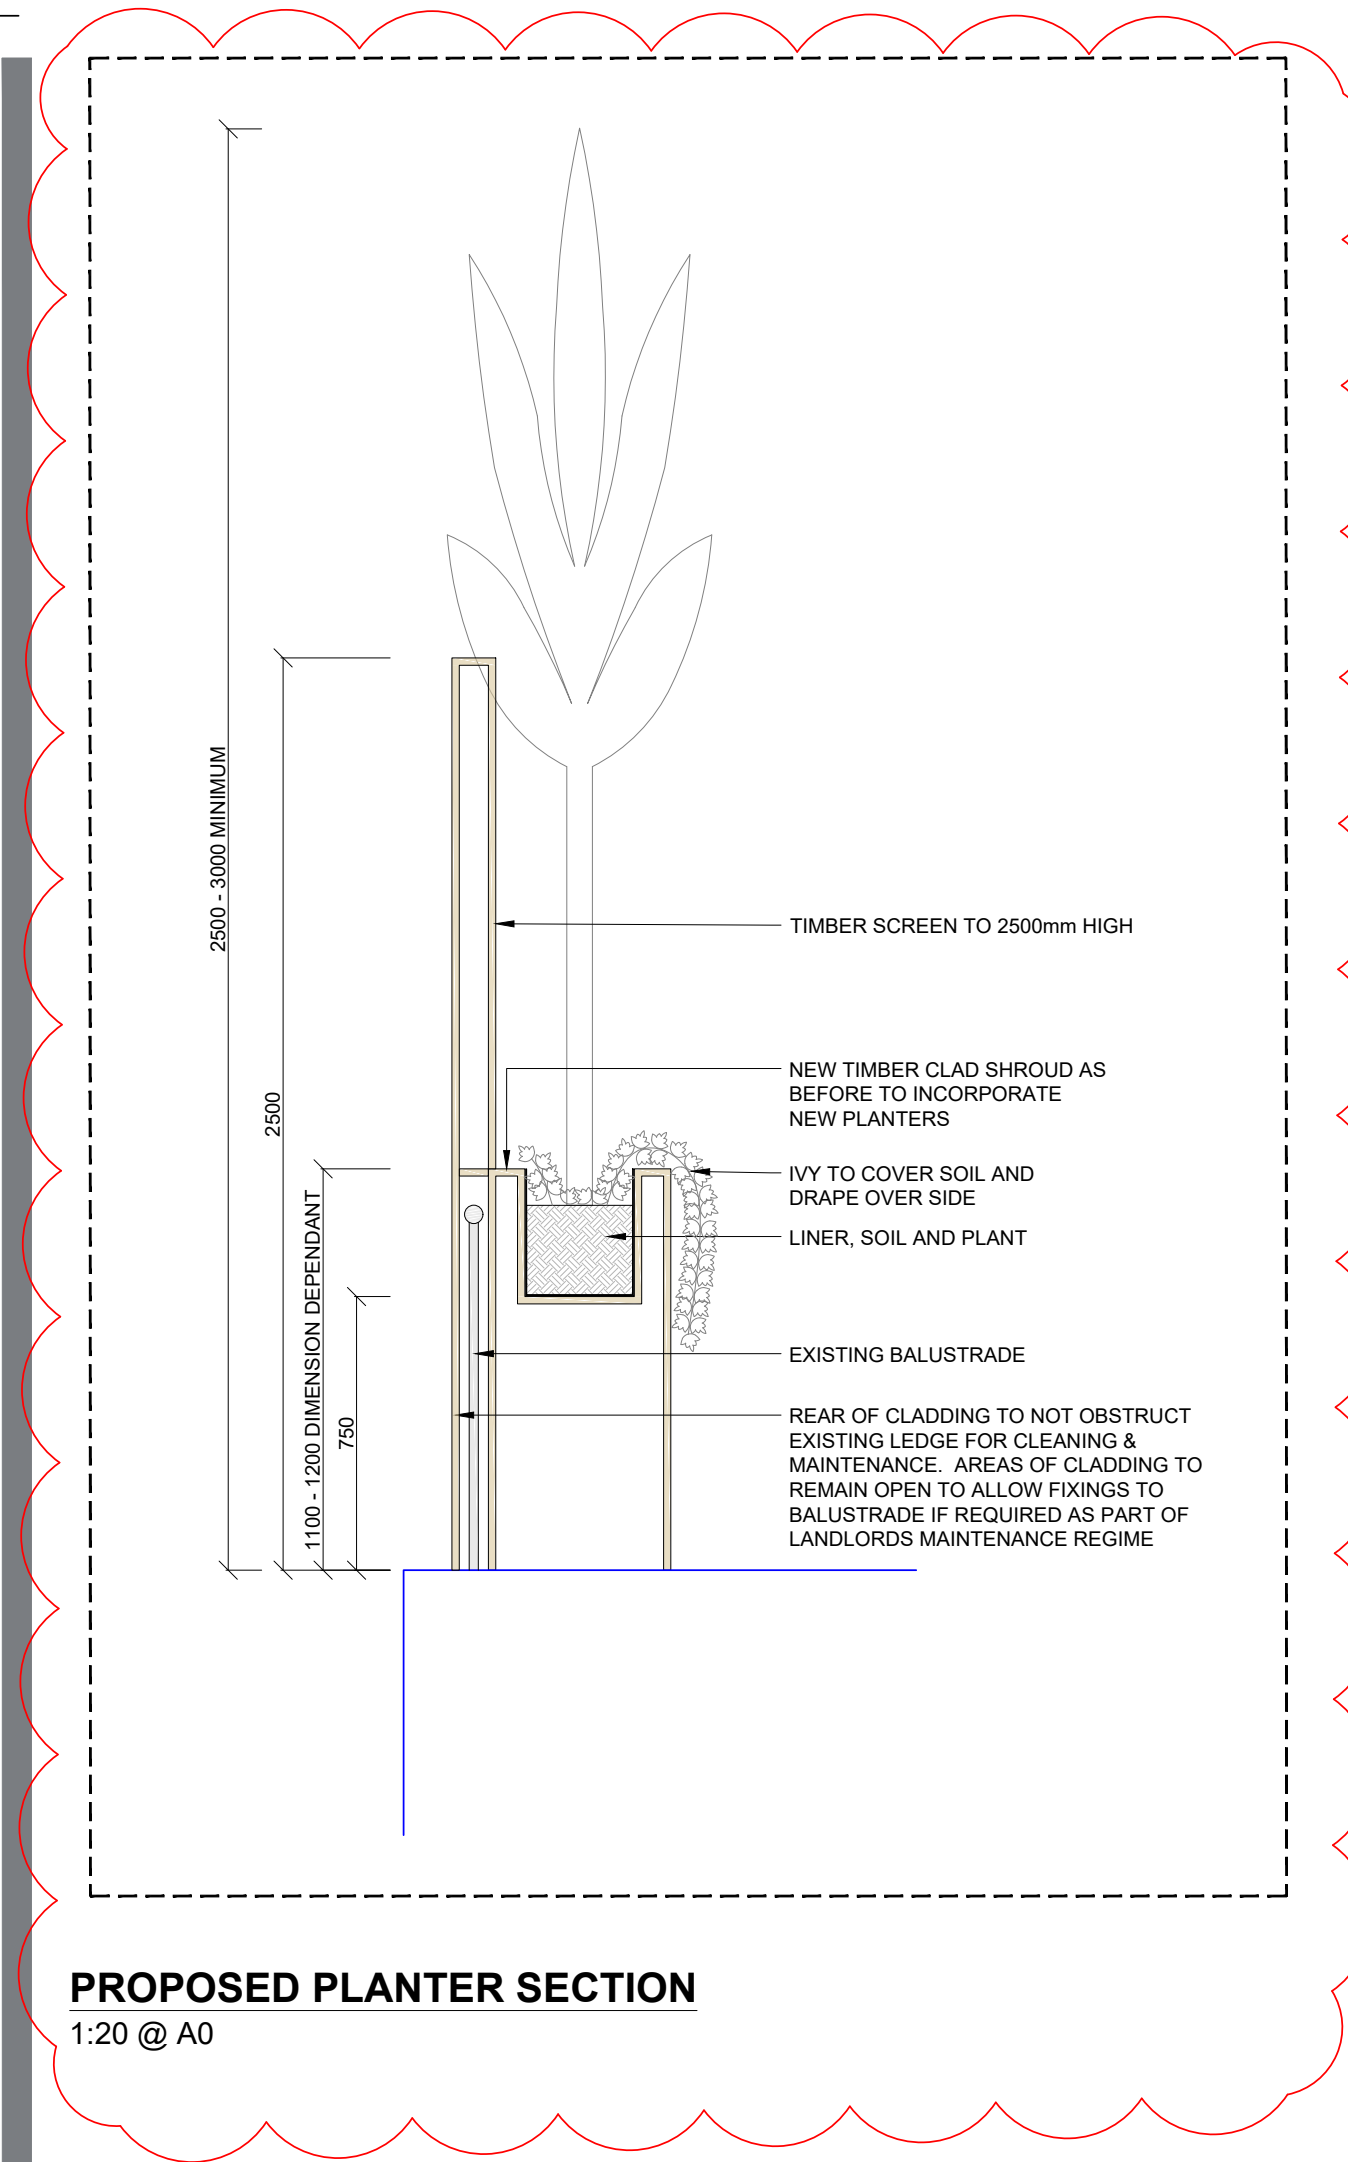 2500 - 3000 MINIMUM
2500
1100 - 1200 DIMENSION DEPENDANT
750
TIMBER SCREEN TO 2500mm HIGH
NEW TIMBER CLAD SHROUD AS
BEFORE TO INCORPORATE
NEW PLANTERS
IVY TO COVER SOIL AND
DRAPE OVER SIDE
LINER, SOIL AND PLANT
EXISTING BALUSTRADE
REAR OF CLADDING TO NOT OBSTRUCT
EXISTING LEDGE FOR CLEANING &
MAINTENANCE.  AREAS OF CLADDING TO
REMAIN OPEN TO ALLOW FIXINGS TO
BALUSTRADE IF REQUIRED AS PART OF
LANDLORDS MAINTENANCE REGIME
PROPOSED PLANTER SECTION
1:20 @ A0